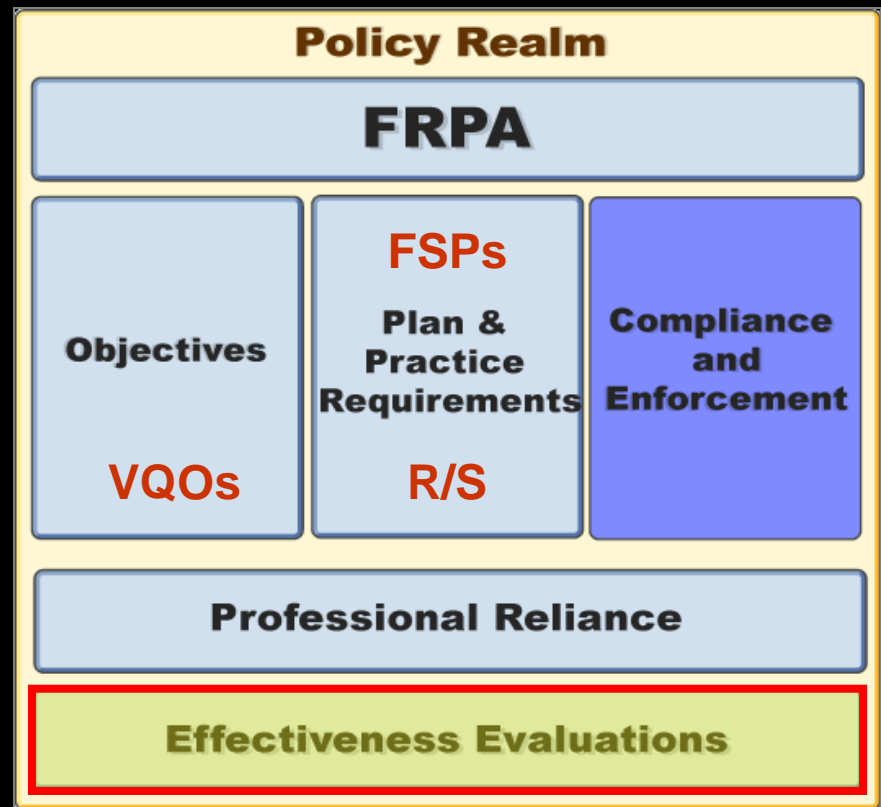 Policy Realm
FRPA
Objectives
VQOs
FSPs
Plan &
Practice
Requirements
R/S
Compliance
and
Enforcement
Professional Reliance
Effectiveness Evaluations